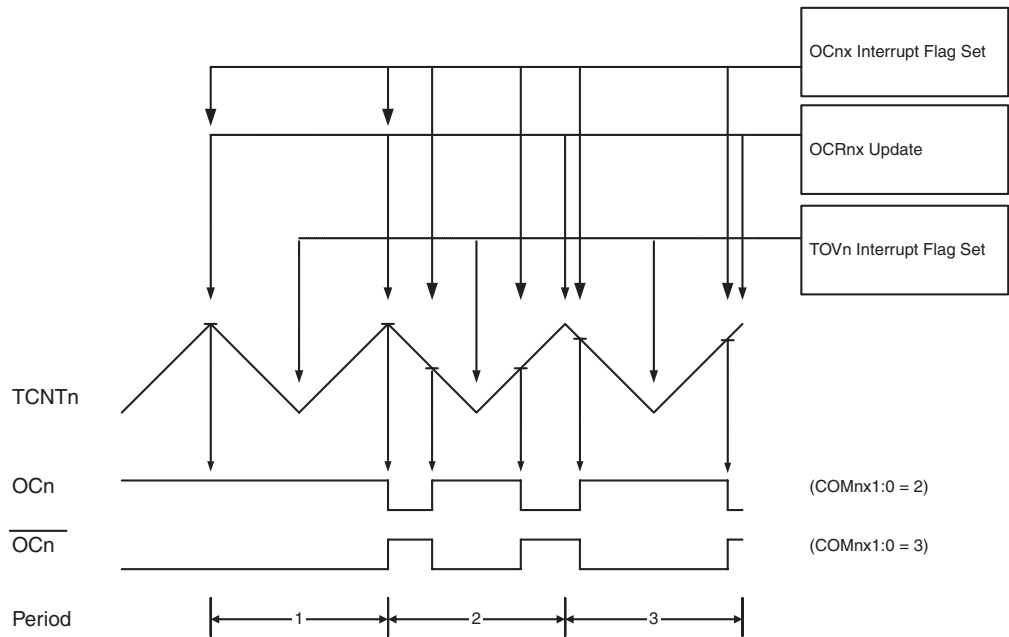 OCnx Interrupt Flag Set
OCRnx Update
TOVn Interrupt Flag Set
TCNTn
OCn
(COMnx1:0 = 2)
OCn
(COMnx1:0 = 3)
Period
1
2
3